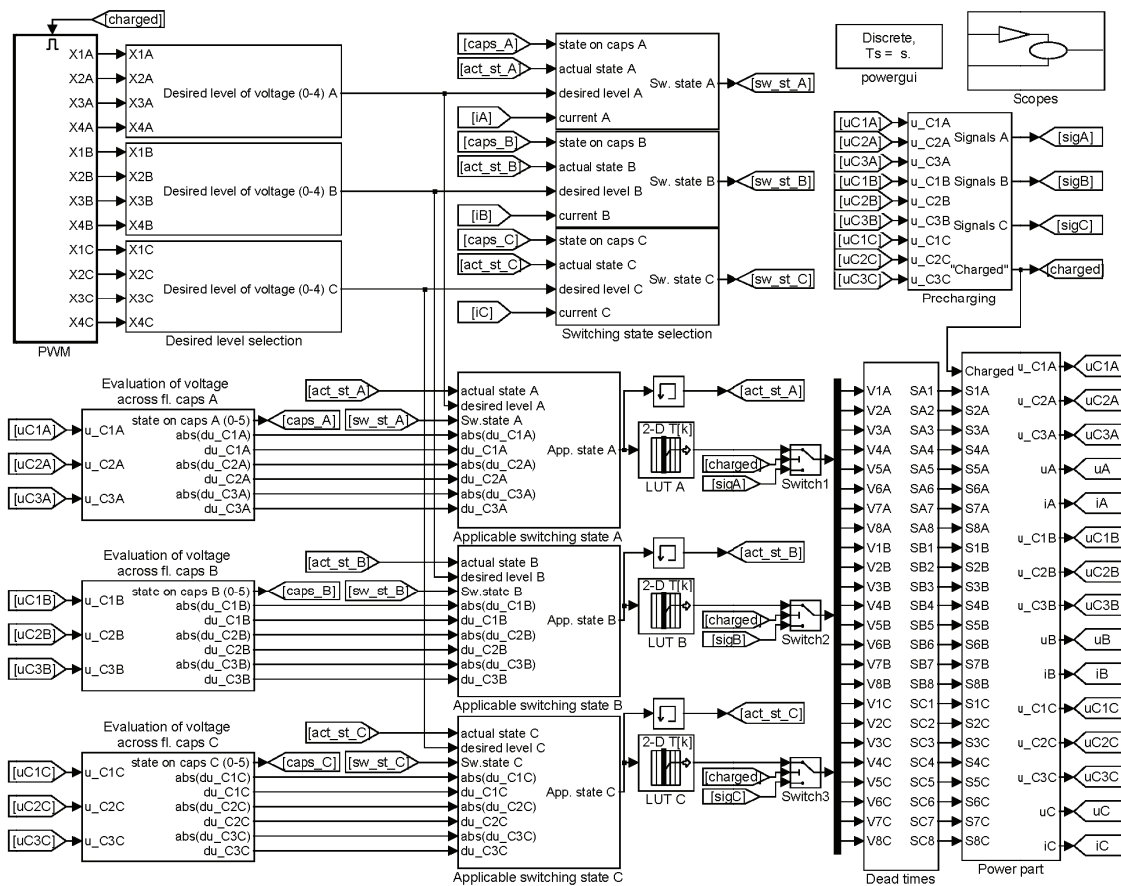 [charged]
X1A
X2A
X3A
X4A
X1B
X2B
X3B
X4B
X1C
X2C
X3C
X4C
PWM
X1A
X2A
X3A
X4A
Desired level of voltage (0-4) A
X1B
X2B
X3B
X4B
Desired level of voltage (0-4) B
X1C
X2C
X3C
X4C
Desired level of voltage (0-4) C
Desired level selection
[caps_A]
[act_st_A]
[iA]
[caps_B]
[act_st_B]
[iB]
[caps_C]
[act_st_C]
[iC]
state on caps A
actual state A
desired level A
current A
Sw. state A
state on caps B
actual state B
desired level B
current B
Sw. state B
state on caps C
actual state C
desired level C
current C
Sw. state C
Switching state selection
[sw_st_A]
[sw_st_B]
[sw_st_C]
Discrete,
Ts = s.
powergui
Scopes
[uC1A]
[uC2A]
[uC3A]
[uC1B]
[uC2B]
[uC3B]
[uC1C]
[uC2C]
[uC3C]
u_C1A
u_C2A
u_C3A
u_C1B
u_C2B
u_C3B
u_C1C
u_C2C
u_C3C
Signals A
Signals B
Signals C
"Charged"
Precharging
[sigA]
[sigB]
[sigC]
[charged]
Evaluation of voltage
across fl. caps A
[uC1A]
[uC2A]
[uC3A]
u_C1A
u_C2A
u_C3A
state on caps A (0-5)
abs(du_C1A)
du_C1A
abs(du_C2A)
du_C2A
abs(du_C3A)
du_C3A
[caps_A]
[act_st_A]
[sw_st_A]
actual state A
desired level A
Sw.state A
abs(du_C1A)
du_C1A
abs(du_C2A)
du_C2A
abs(du_C3A)
du_C3A
App. state A
Applicable switching state A
[act_st_A]
2-D T[k]
LUT A
[charged]
[sigA]
Switch1
Evaluation of voltage
across fl. caps B
[uC1B]
[uC2B]
[uC3B]
u_C1B
u_C2B
u_C3B
state on caps B (0-5)
abs(du_C1B)
du_C1B
abs(du_C2B)
du_C2B
abs(du_C3B)
du_C3B
[caps_B]
[act_st_B]
[sw_st_B]
actual state B
desired level B
Sw.state B
abs(du_C1B)
du_C1B
abs(du_C2B)
du_C2B
abs(du_C3B)
du_C3B
App. state B
Applicable switching state B
[act_st_B]
2-D T[k]
LUT B
[charged]
[sigB]
Switch2
Evaluation of voltage
across fl. caps C
[uC1C]
[uC2C]
[uC3C]
u_C1C
u_C2C
u_C3C
state on caps C (0-5)
abs(du_C1C)
du_C1C
abs(du_C2C)
du_C2C
abs(du_C3C)
du_C3C
[caps_C]
[act_st_C]
[sw_st_C]
actual state C
desired level C
Sw.state C
abs(du_C1C)
du_C1C
abs(du_C2C)
du_C2C
abs(du_C3C)
du_C3C
App. state C
Applicable switching state C
[act_st_C]
2-D T[k]
LUT C
[charged]
[sigC]
Switch3
V1A SA1
V2A SA2
V3A SA3
V4A SA4
V5A SA5
V6A SA6
V7A SA7
V8A SA8
V1B SB1
V2B SB2
V3B SB3
V4B SB4
V5B SB5
V6B SB6
V7B SB7
V8B SB8
V1C SC1
V2C SC2
V3C SC3
V4C SC4
V5C SC5
V6C SC6
V7C SC7
V8C SC8
Dead times
Charged
S1A
S2A
S3A
S4A
S5A
S6A
S7A
S8A
S1B
S2B
S3B
S4B
S5B
S6B
S7B
S8B
S1C
S2C
S3C
S4C
S5C
S6C
S7C
S8C
u_C1A
u_C2A
u_C3A
uA
iA
u_C1B
u_C2B
u_C3B
uB
iB
u_C1C
u_C2C
u_C3C
uC
iC
Power part
uC1A
uC2A
uC3A
uA
iA
uC1B
uC2B
uC3B
uB
iB
uC1C
uC2C
uC3C
uC
iC